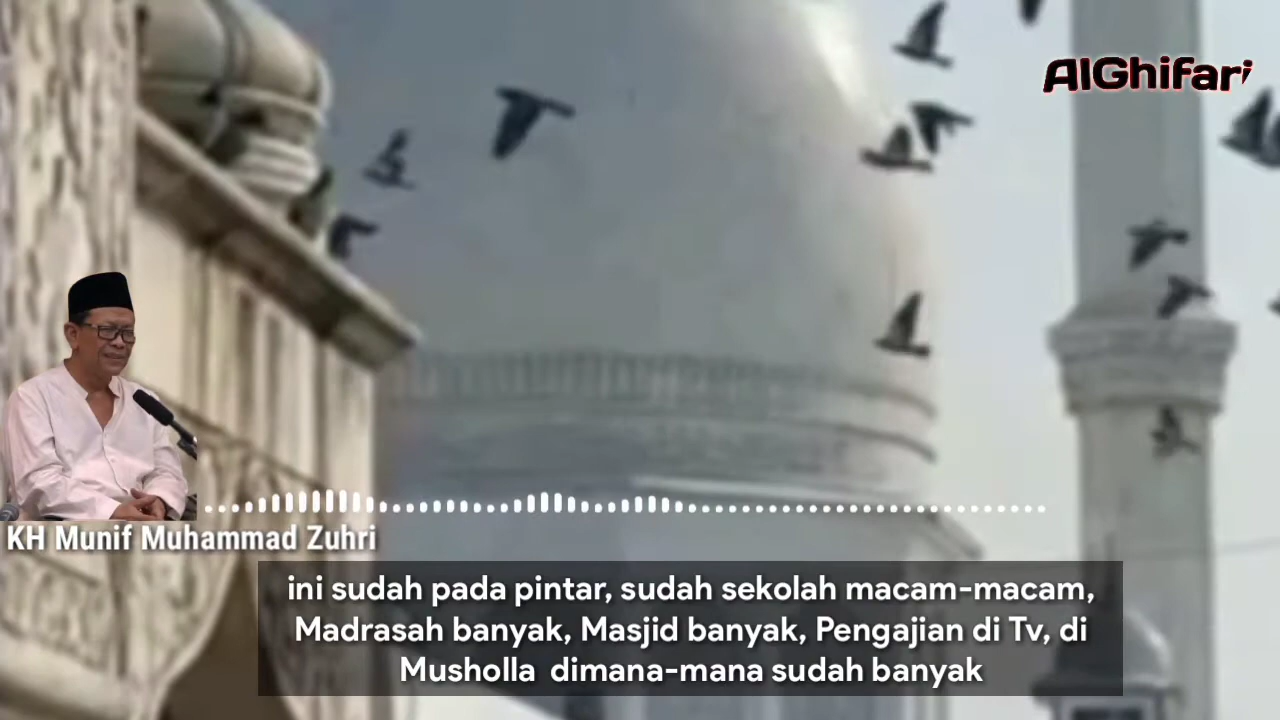 AlGhifari
KH Munif Muhammad Zuhri
ini sudah pada pintar, sudah sekolah macam-macam,
Madrasah banyak, Masjid banyak, Pengajian di Tv, di
Musholla dimana-mana sudah banyak